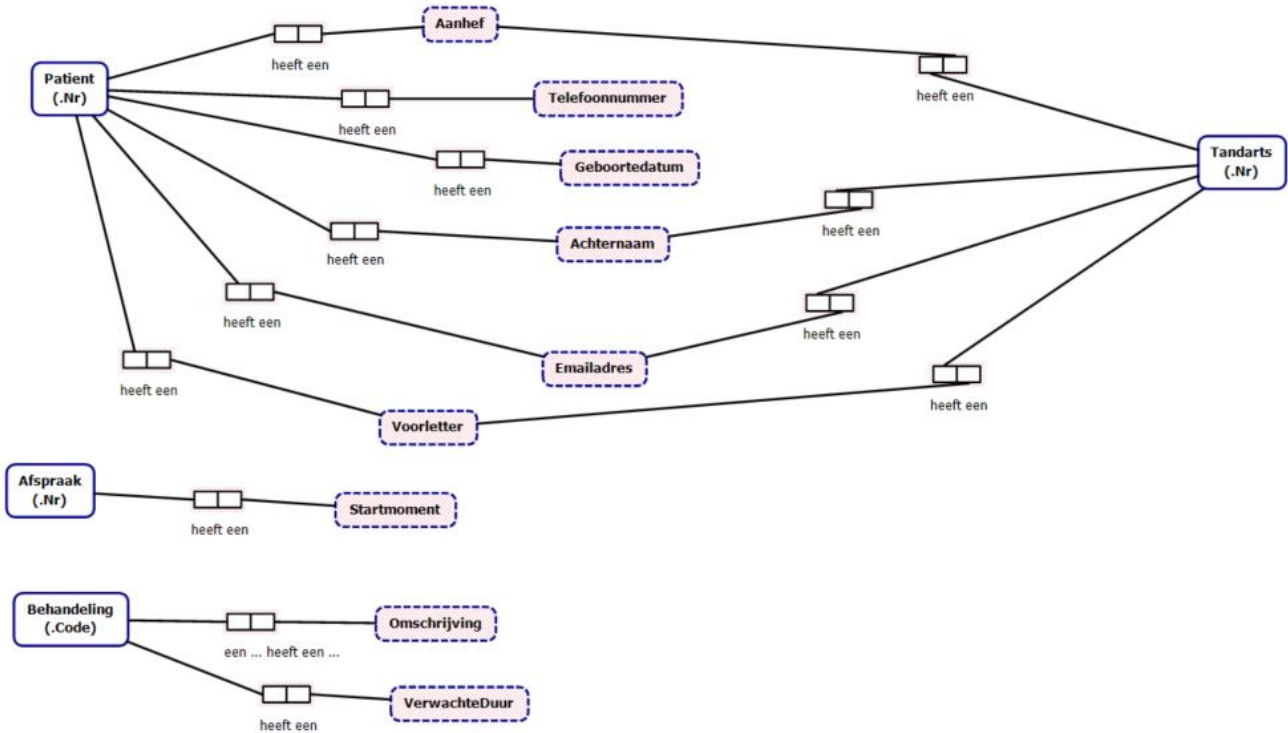 Aanhef
heeft een
Patient
(.Nr)
heeft een
Telefoonnummer
heeft een
Geboortedatum
heeft een
Tandarts
(.Nr)
heeft een
Achternaam
heeft een
heeft een
heeft een
Emailadres
heeft een
heeft een
Voorletter
Afspraak
(.Nr)
Startmoment
heeft een
Behandeling
(.Code)
Omschrijving
een ... heeft een ...
VerwachteDuur
heeft een